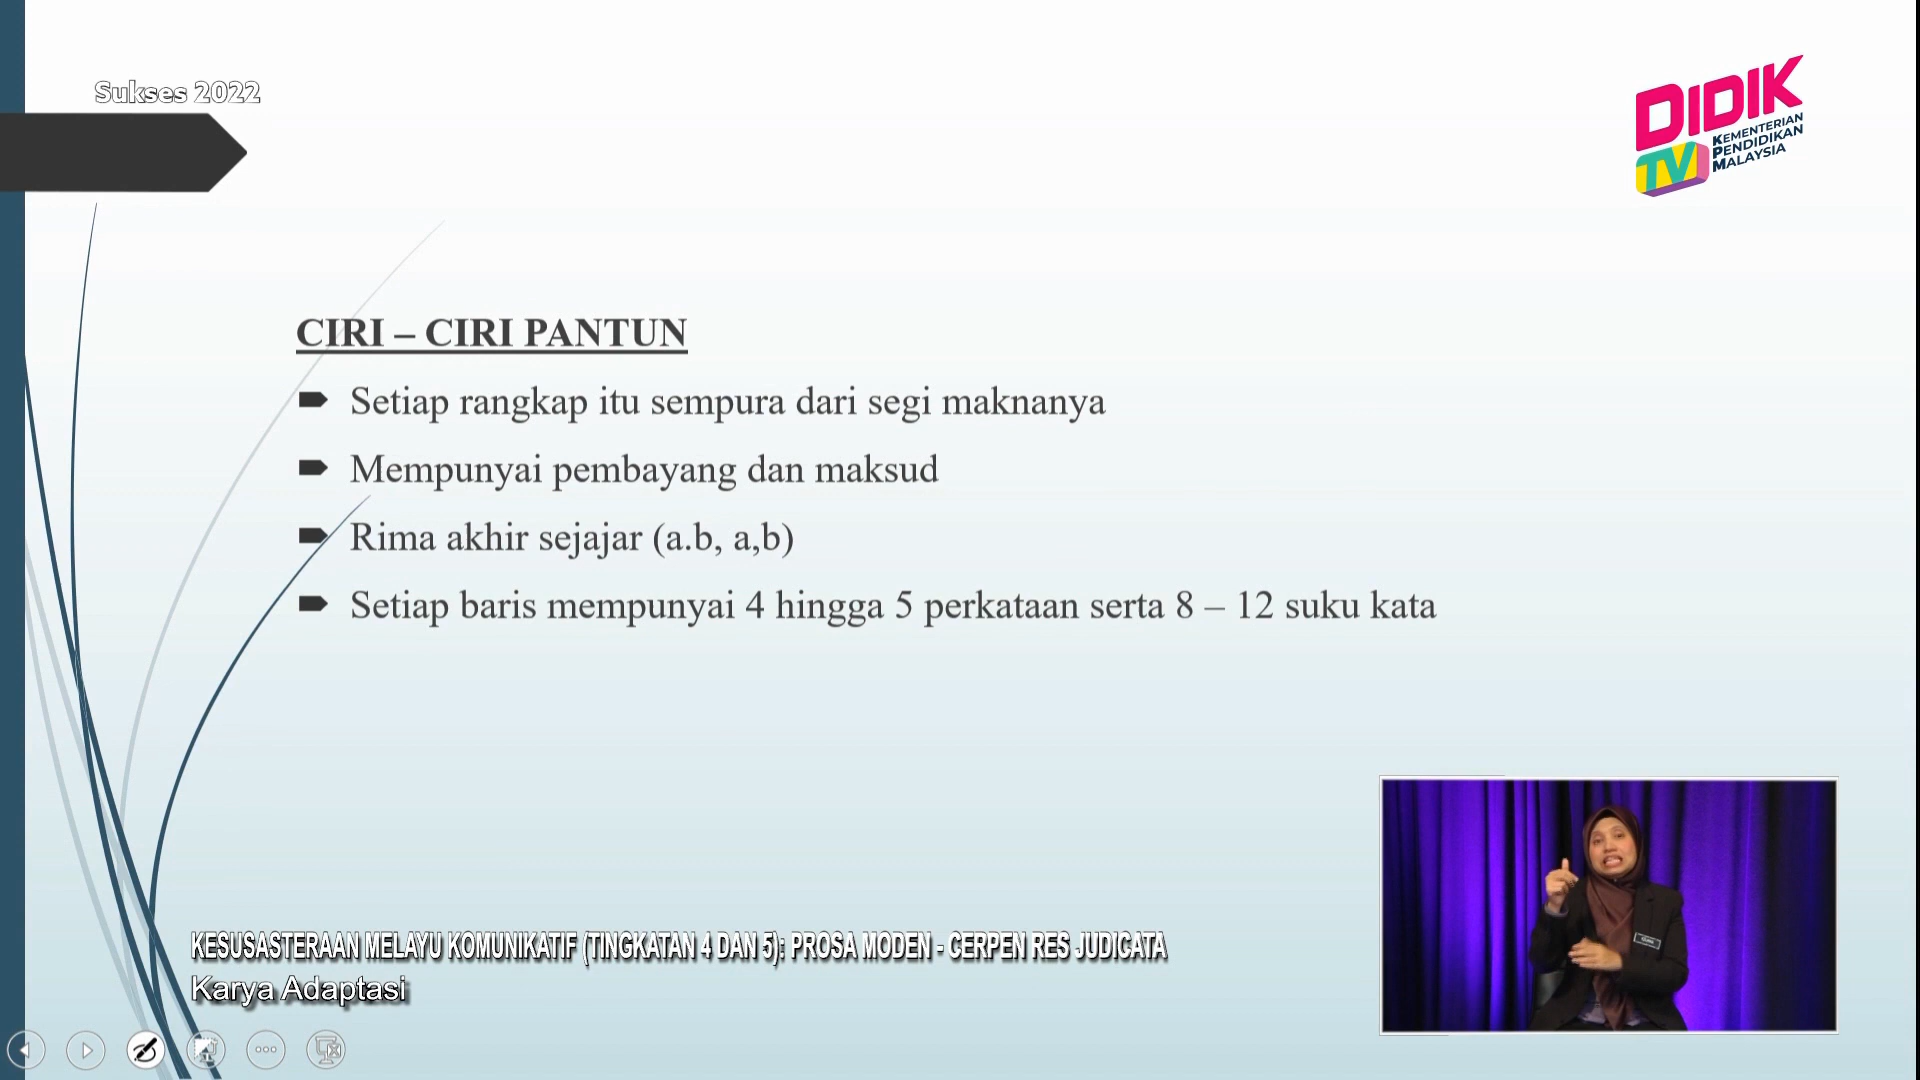 Sukses 2022
DIDIK
TV
KEMENTERIAN
PENDIDIKAN
MALAYSIA
CIRI – CIRI PANTUN
Setiap rangkap itu sempura dari segi maknanya
Mempunyai pembayang dan maksud
Rima akhir sejajar (a.b, a,b)
Setiap baris mempunyai 4 hingga 5 perkataan serta 8 – 12 suku kata
KESUSASTERAAN MELAYU KOMUNIKATIF (TINGKATAN 4 DAN 5): PROSA MODEN - CERPEN RES JUDICATA
Karya Adaptasi